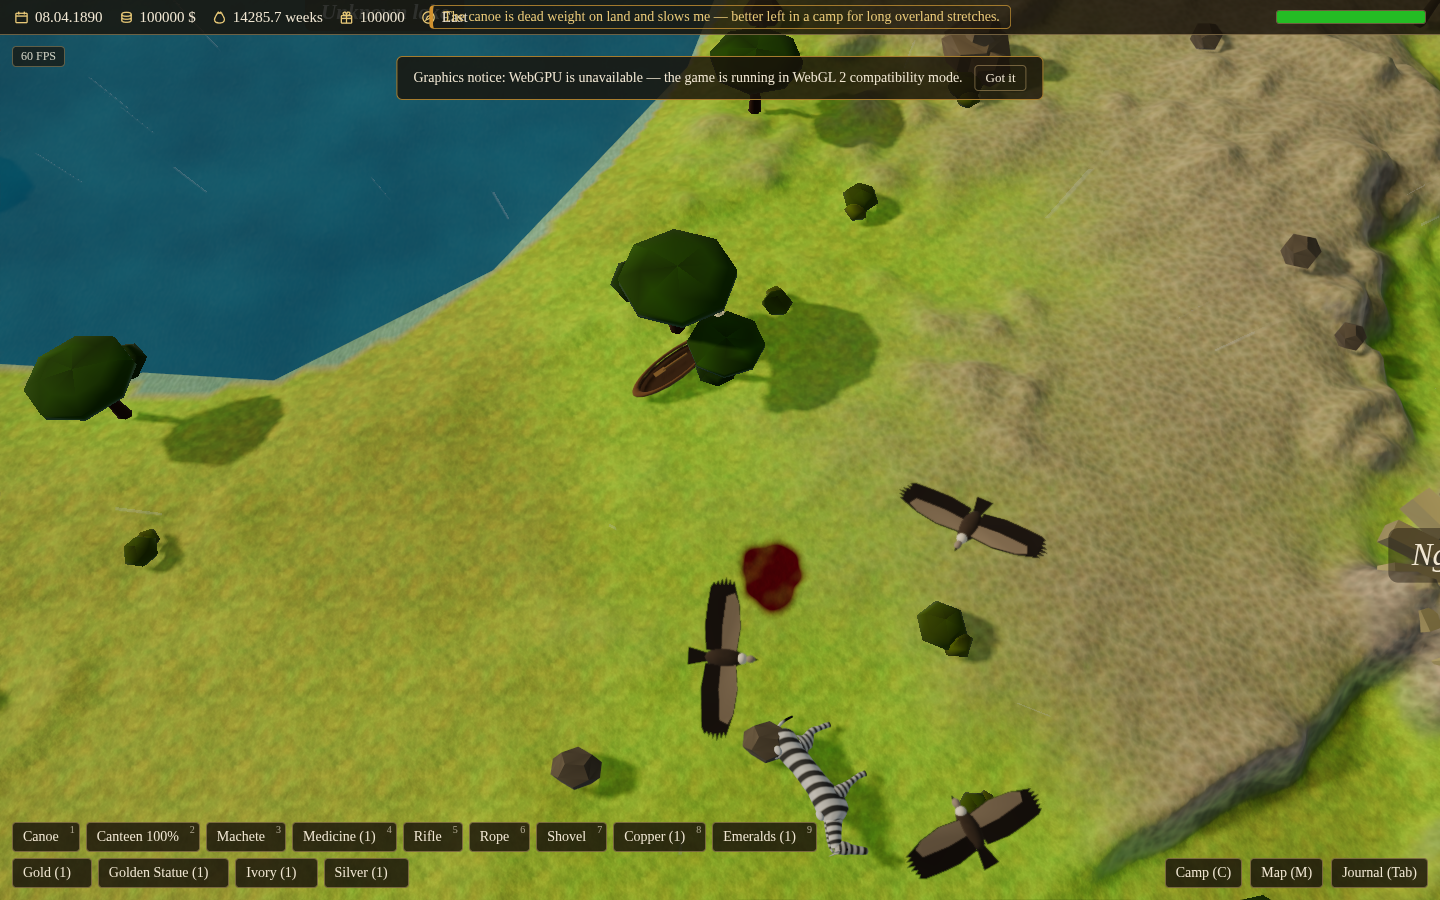 08.04.1890 100000 $ 14285.7 weeks 100000 East
The canoe is dead weight on land and slows me — better left in a camp for long overland stretches.
60 FPS
Graphics notice: WebGPU is unavailable — the game is running in WebGL 2 compatibility mode. Got it
Canoe 1 Canteen 100% 2 Machete 3 Medicine (1) 4 Rifle 5 Rope 6 Shovel 7 Copper (1) 8 Emeralds (1) 9
Gold (1) Golden Statue (1) Ivory (1) Silver (1) Camp (C) Map (M) Journal (Tab)